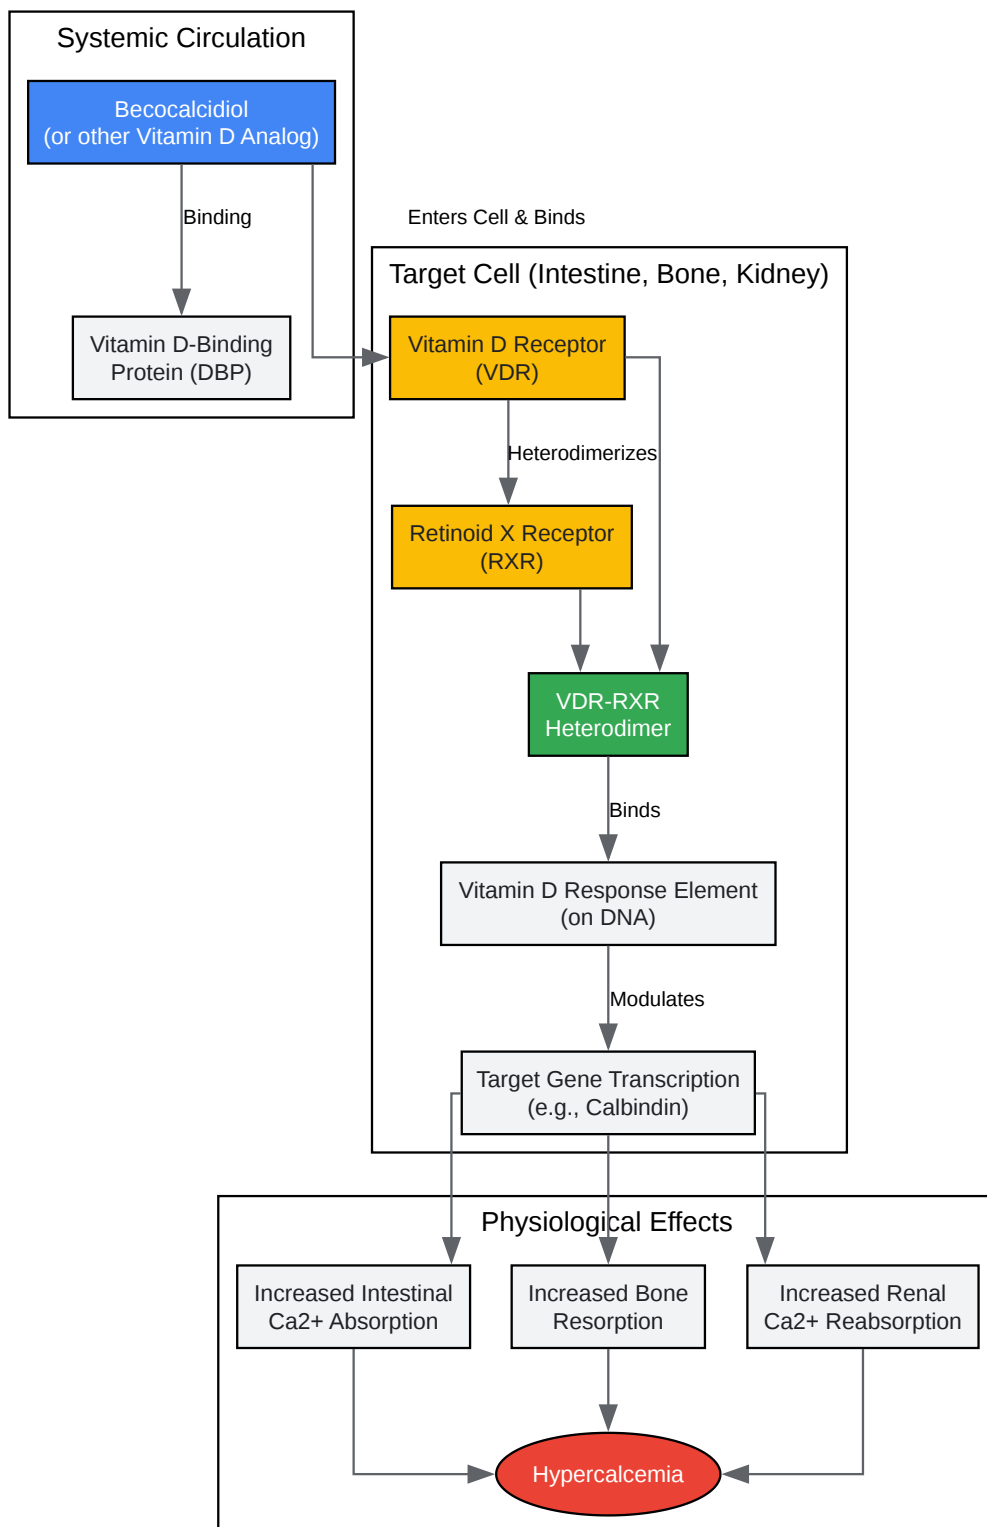 Systemic Circulation
Becocalcidiol
(or other Vitamin D Analog)
Binding
Enters Cell & Binds
Vitamin D-Binding
Protein (DBP)
Target Cell (Intestine, Bone, Kidney)
Vitamin D Receptor
(VDR)
Heterodimerizes
Retinoid X Receptor
(RXR)
VDR-RXR
Heterodimer
Binds
Vitamin D Response Element
(on DNA)
Modulates
Target Gene Transcription
(e.g., Calbindin)
Physiological Effects
Increased Intestinal
Ca2+ Absorption
Increased Bone
Resorption
Increased Renal
Ca2+ Reabsorption
Hypercalcemia